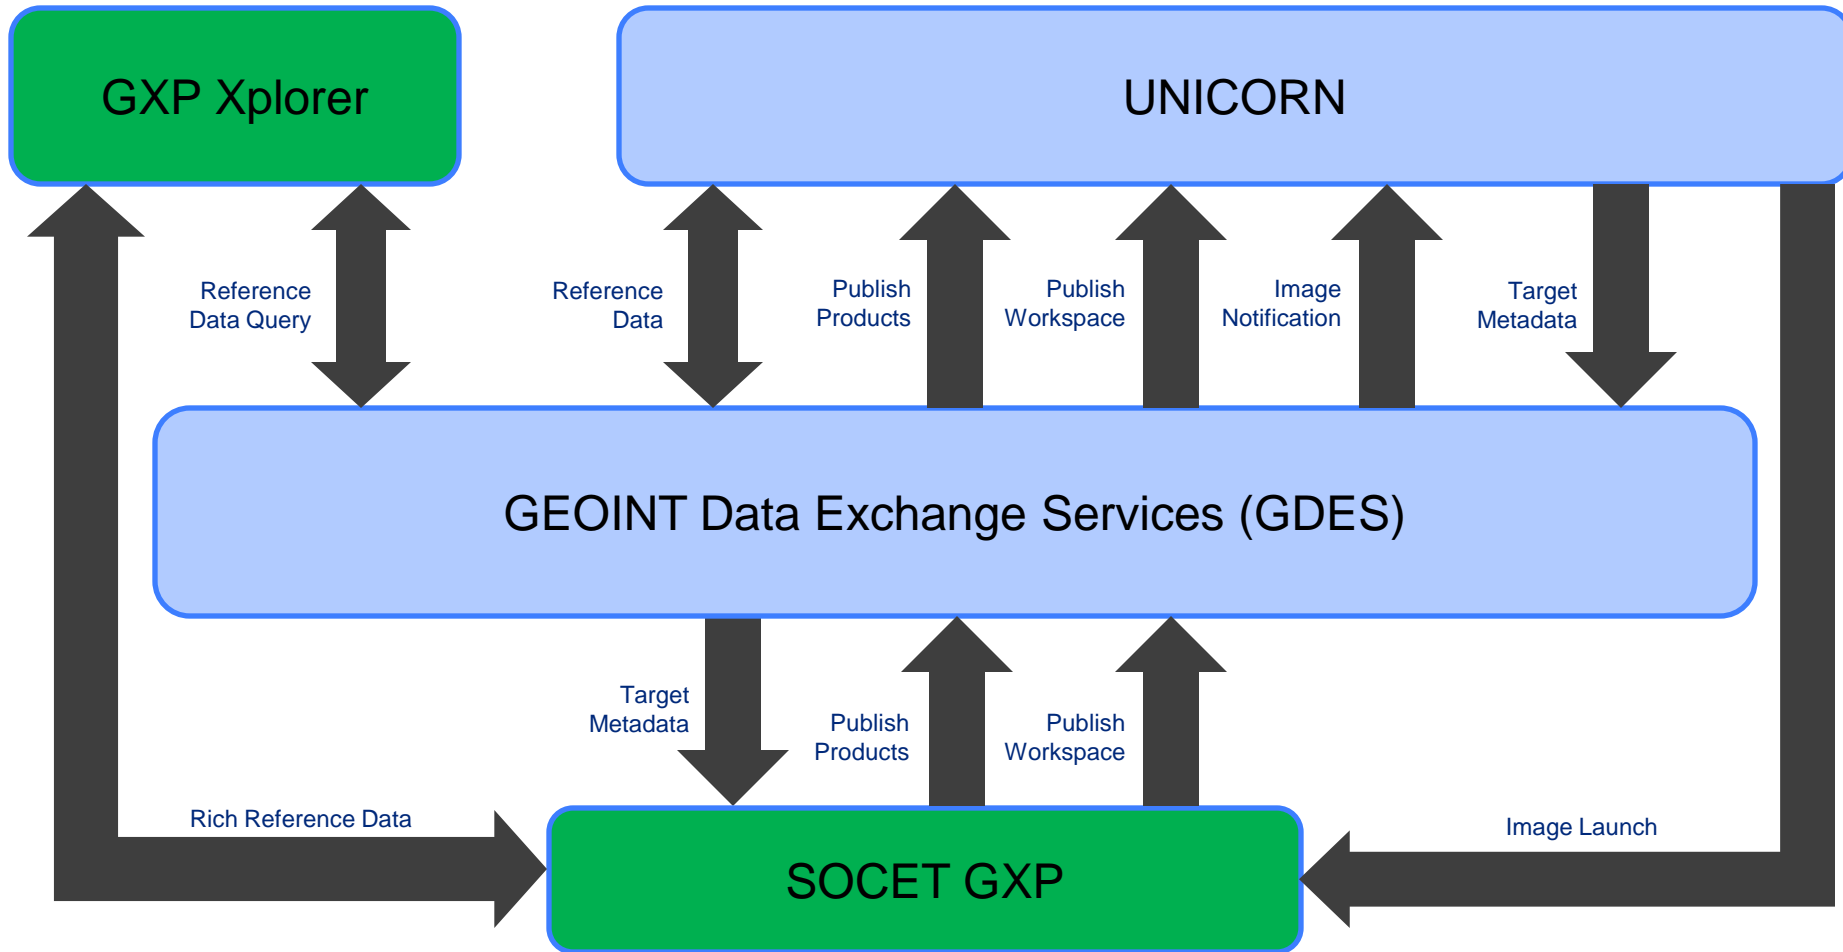 GXP Xplorer
UNICORN
Reference
Data Query
Reference
Data
Publish
Products
Publish
Workspace
Image
Notification
Target
Metadata
GEOINT Data Exchange Services (GDES)
Target
Metadata
Publish
Products
Publish
Workspace
Rich Reference Data
Image Launch
SOCET GXP